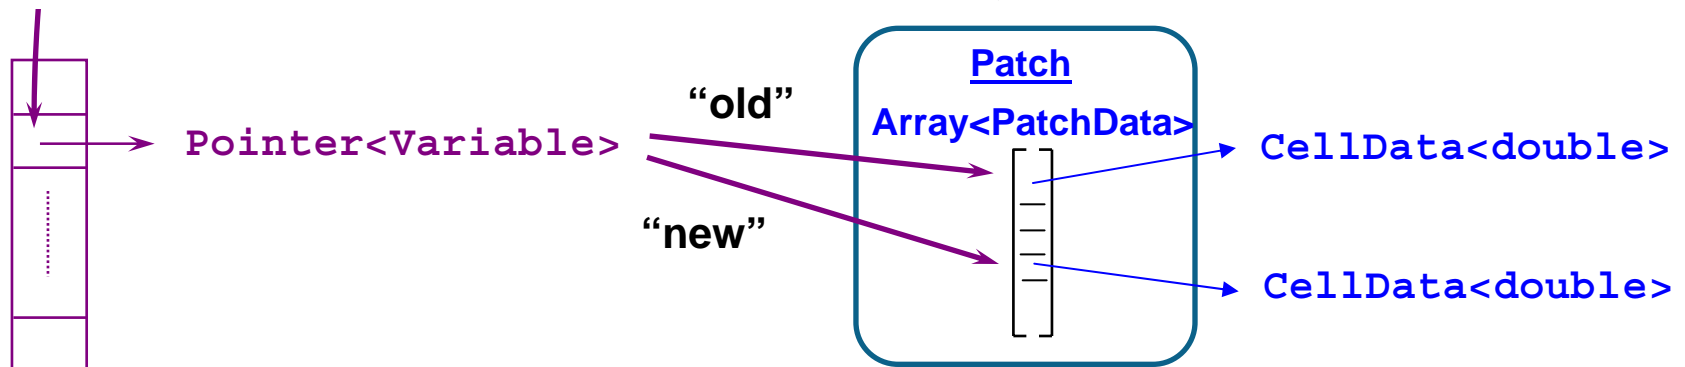 Patch
“old”
Array<PatchData>
Pointer<Variable>
CellData<double>
“new”
CellData<double>